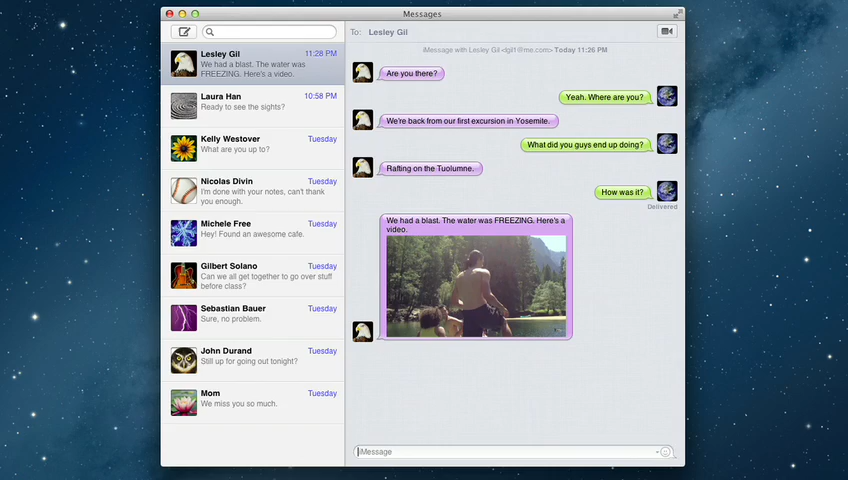 Messages
Lesley Gil
11:28 PM
We had a blast. The water was
FREEZING. Here's a video.
Laura Han
10:58 PM
Ready to see the sights?
Kelly Westover
Tuesday
What are you up to?
Nicolas Divin
Tuesday
I'm done with your notes, can't thank
you enough.
Michele Free
Tuesday
Hey! Found an awesome cafe.
Gilbert Solano
Tuesday
Can we all get together to go over stuff
before class?
Sebastian Bauer
Tuesday
Sure, no problem.
John Durand
Tuesday
Still up for going out tonight?
Mom
Tuesday
We miss you so much.
To: Lesley Gil
iMessage with Lesley Gil <lgil1@me.com> Today 11:26 PM
Are you there?
Yeah. Where are you?
We're back from our first excursion in Yosemite.
What did you guys end up doing?
Rafting on the Tuolumne.
How was it?
Delivered
We had a blast. The water was FREEZING. Here's a
video.
iMessage